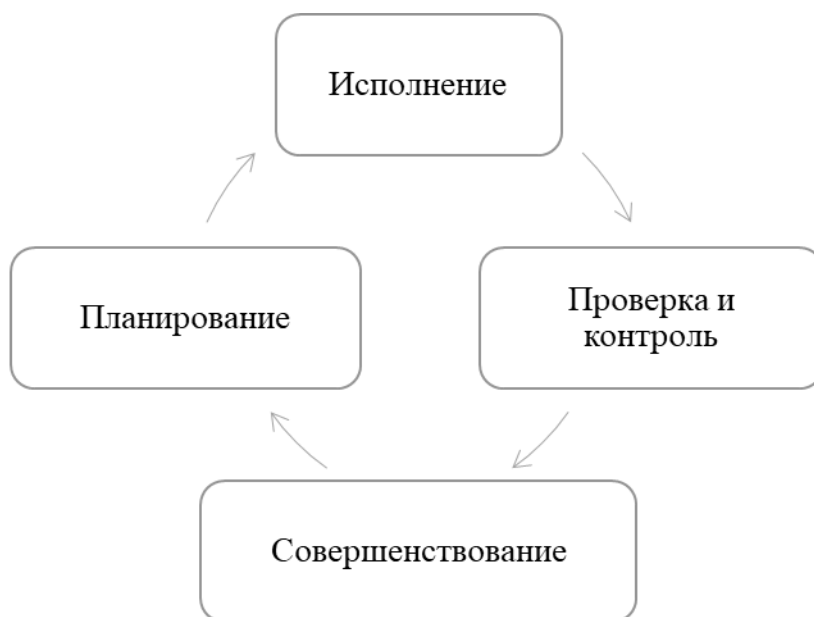 Исполнение
Планирование
Проверка и
контроль
Совершенствование